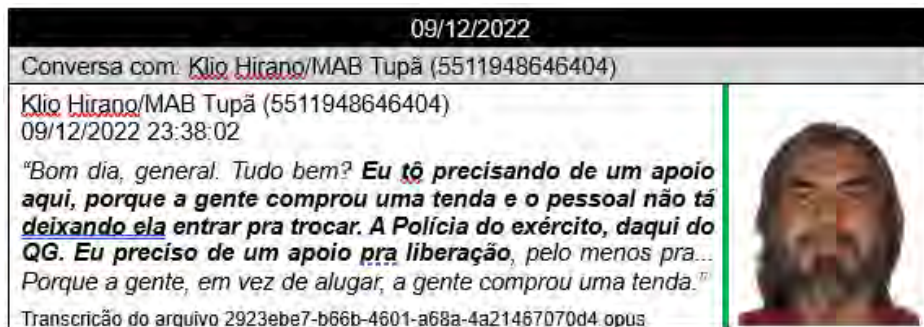 09/12/2022
Conversa com: Klio Hirano/MAB Tupã (5511948646404)
Klio Hirano/MAB Tupã (5511948646404)
09/12/2022 23:38:02
“Bom dia, general. Tudo bem? Eu tô precisando de um apoio
aqui, porque a gente comprou uma tenda e o pessoal não tá
deixando ela entrar pra trocar. A Polícia do exército, daqui do
QG. Eu preciso de um apoio pra liberação, pelo menos pra...
Porque a gente, em vez de alugar, a gente comprou uma tenda.”
Transcrição do arquivo 2923ebe7-b66b-4601-a68a-4a21467070d4 opus